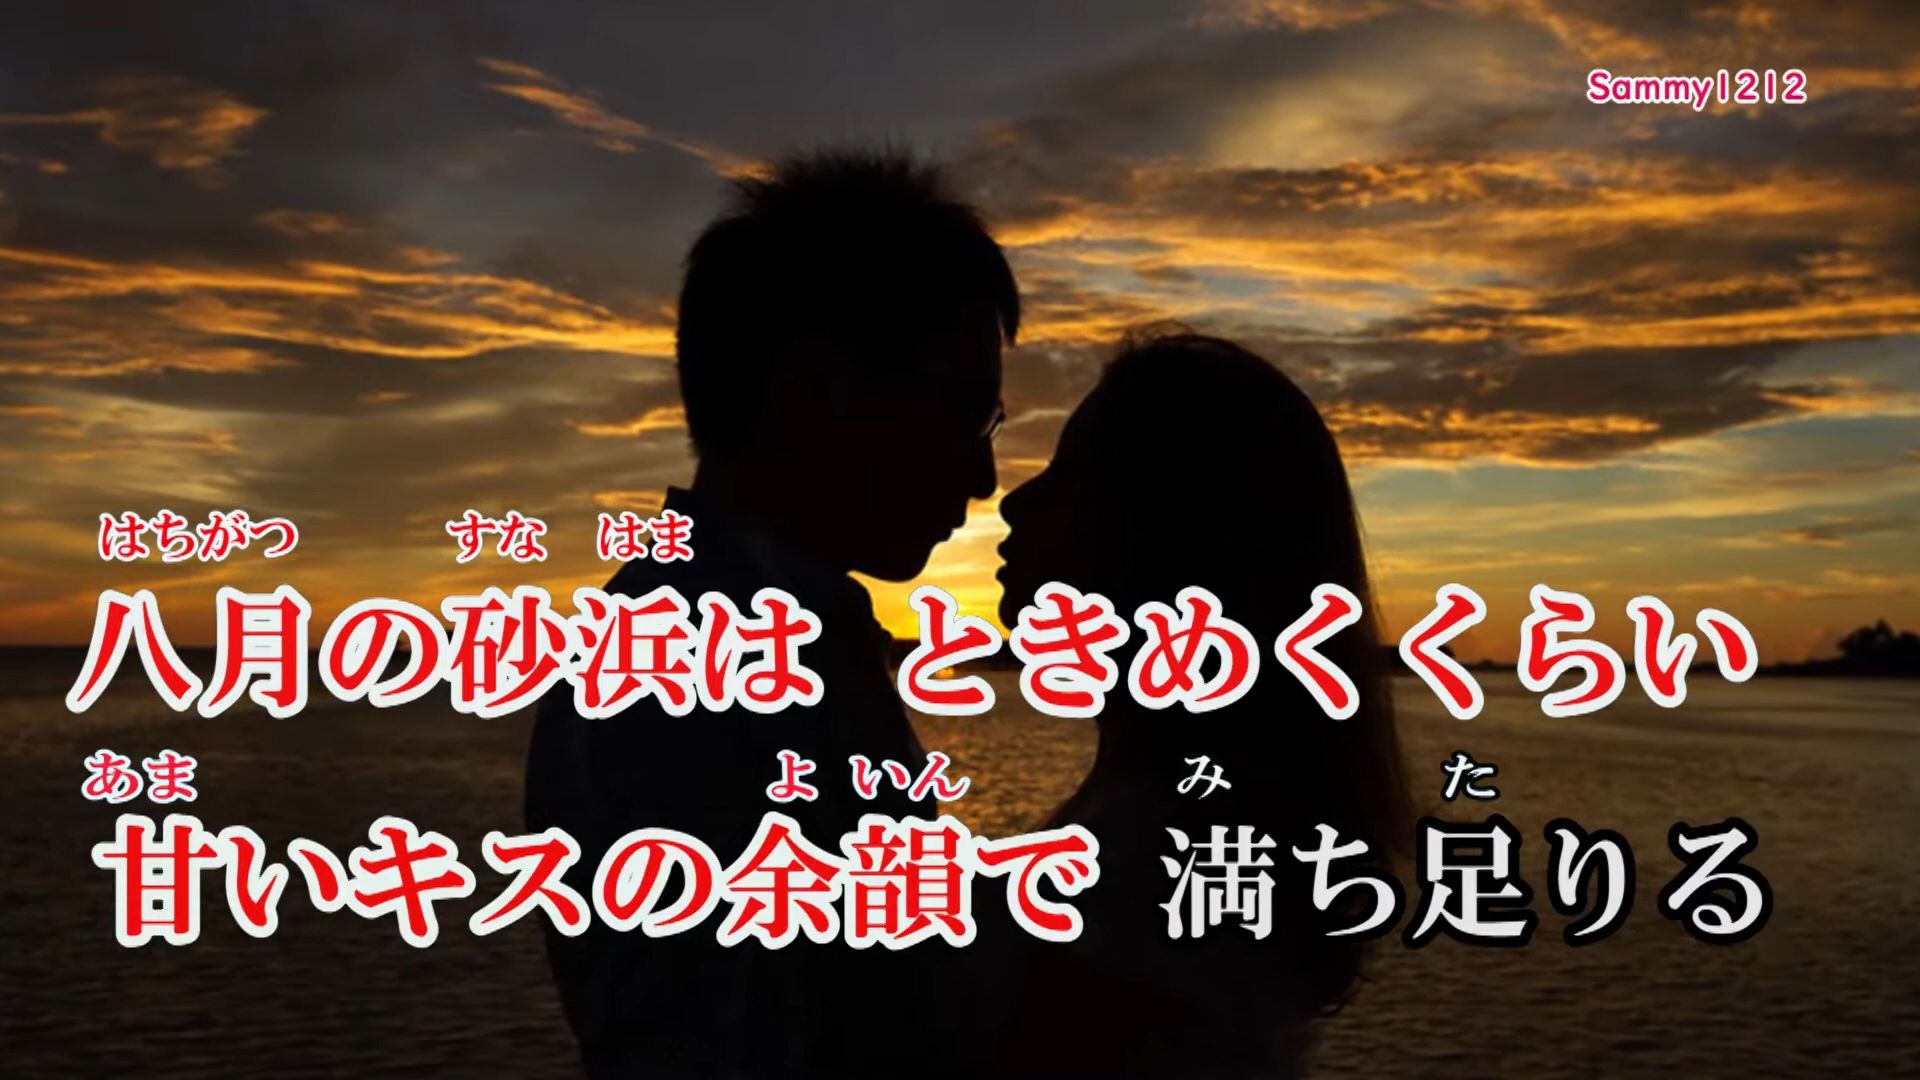 Sammy1212
はちがつ すな はま
八月の砂浜は ときめくくらい
あま よ いん み た
甘いキスの余韻で 満ち足りる